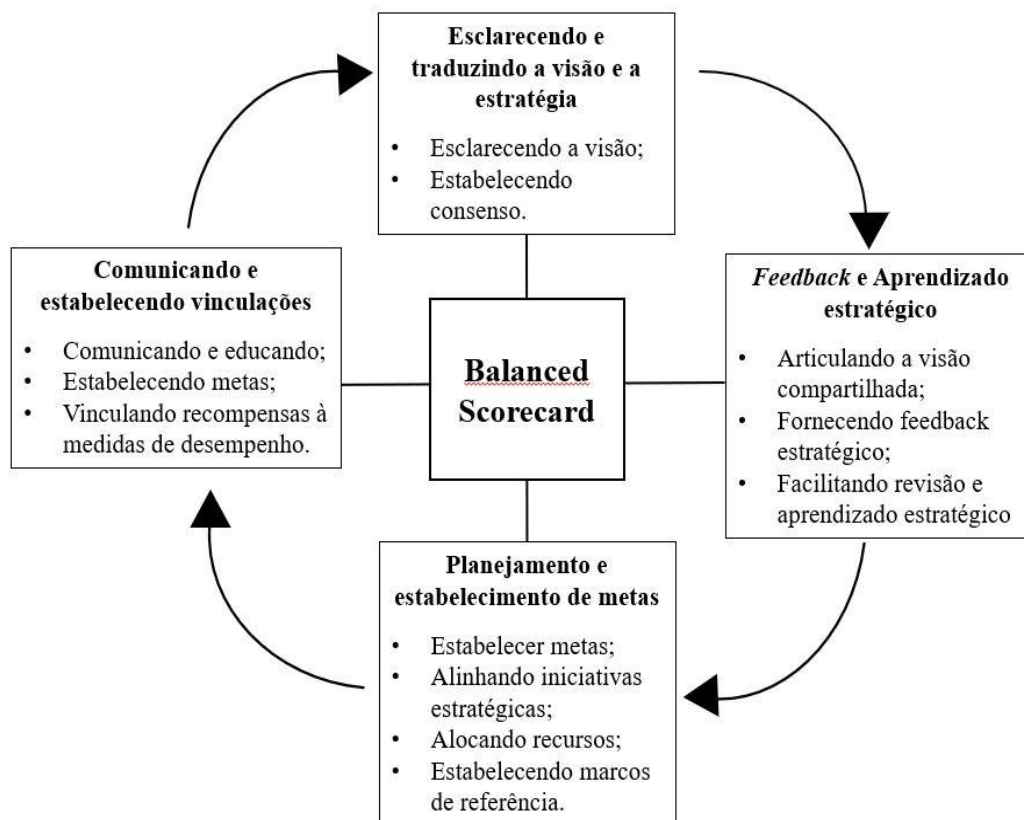 Esclarecendo e
traduzindo a visão e a
estratégia
• Esclarecendo a visão;
• Estabelecendo
consenso.
Comunicando e
estabelecendo vinculações
• Comunicando e educando;
• Estabelecendo metas;
• Vinculando recompensas à
medidas de desempenho.
Balanced
Scorecard
Feedback e Aprendizado
estratégico
• Articulando a visão
compartilhada;
• Fornecendo feedback
estratégico;
• Facilitando revisão e
aprendizado estratégico
Planejamento e
estabelecimento de metas
• Estabelecer metas;
• Alinhando iniciativas
estratégicas;
• Alocando recursos;
• Estabelecendo marcos
de referência.